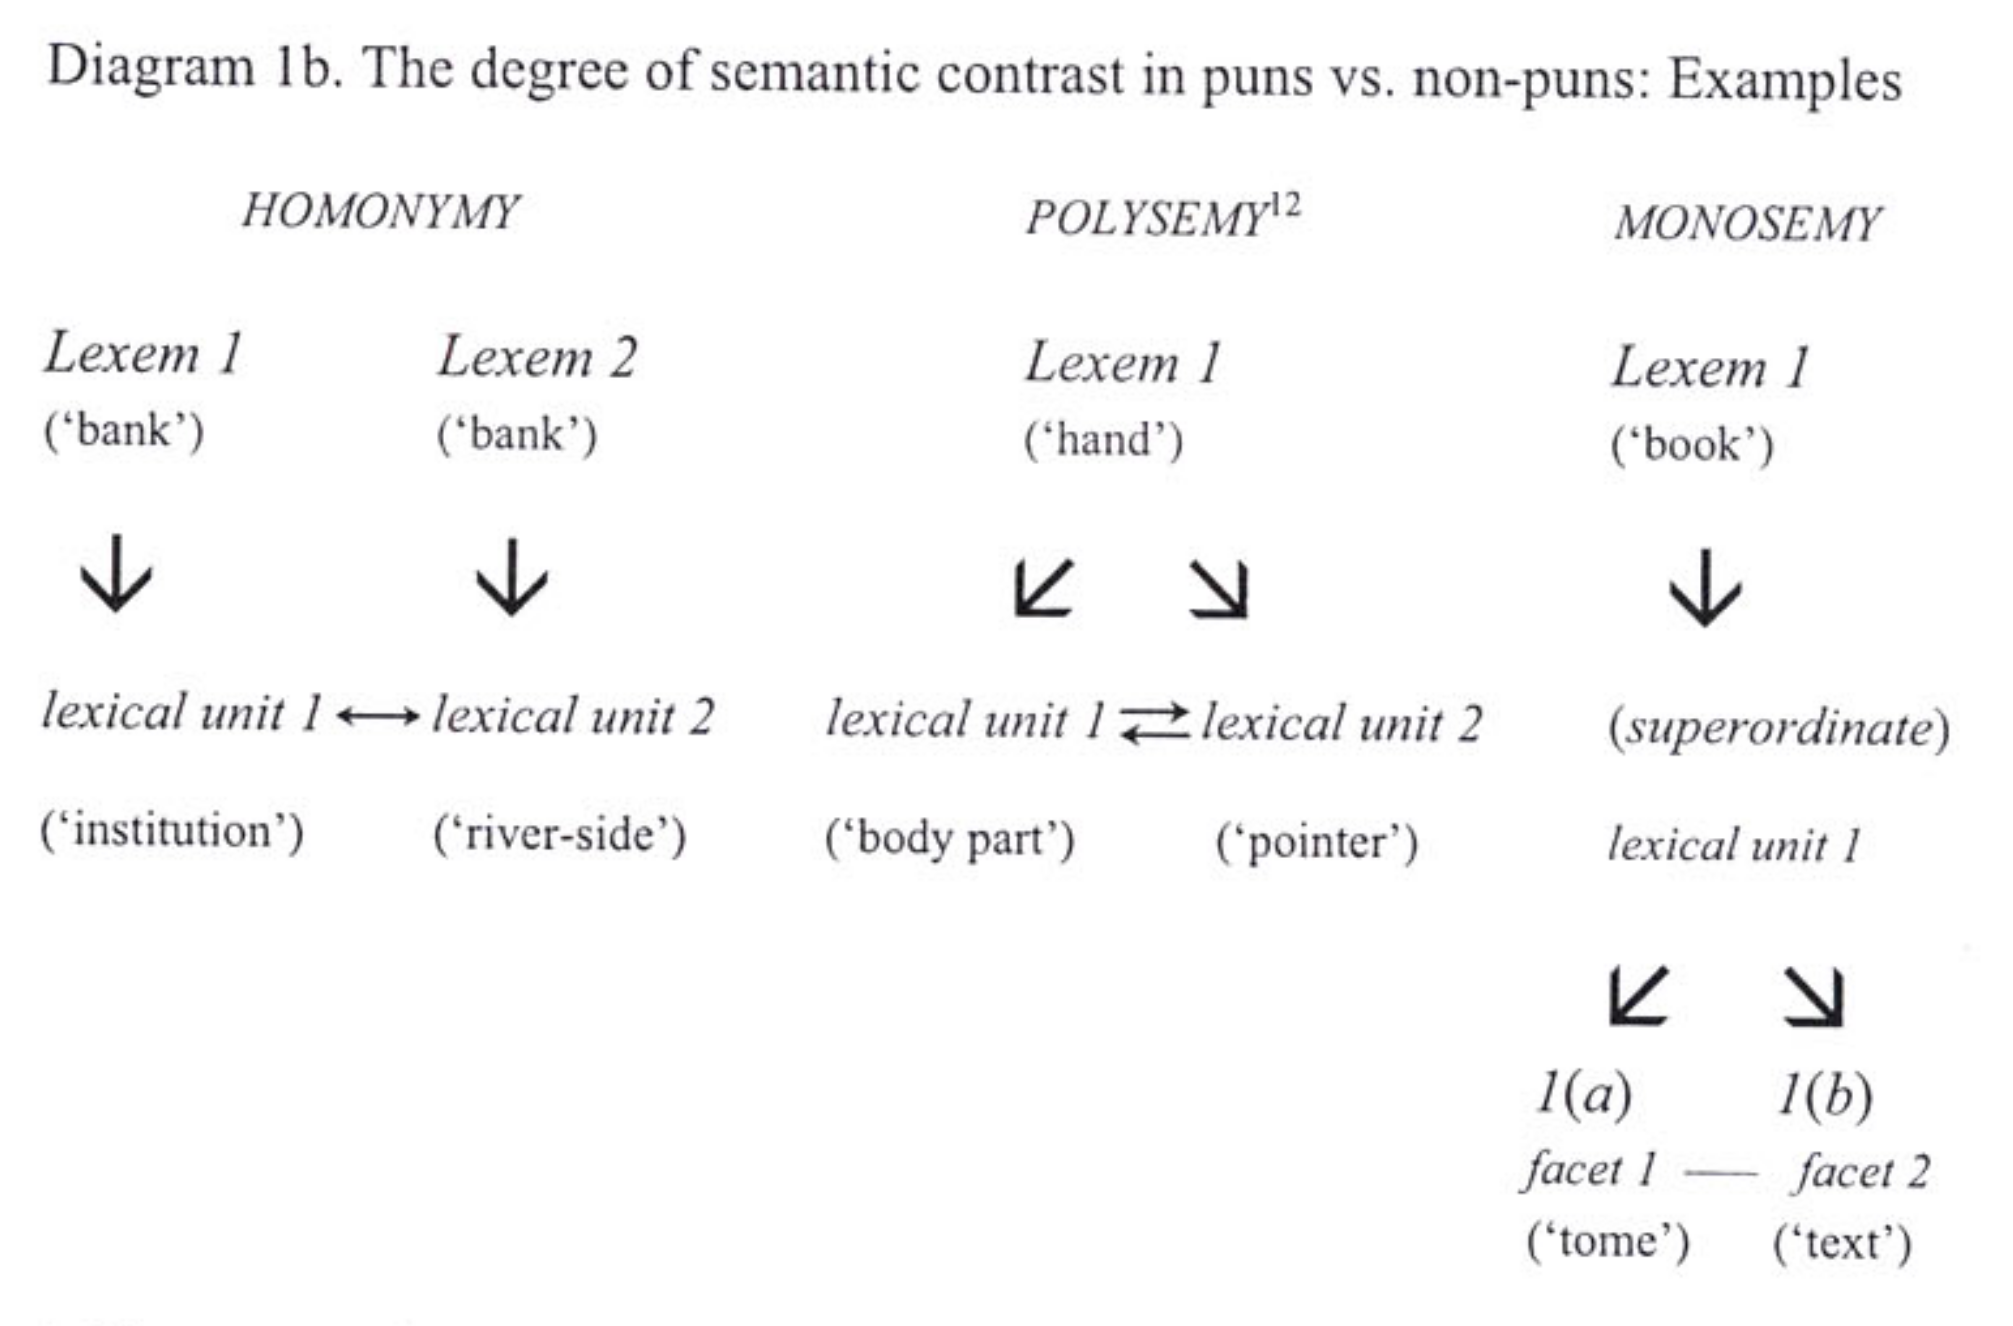 Diagram 1b. The degree of semantic contrast in puns vs. non-puns: Examples
HOMONYMY POLYSEMY¹² MONOSEMY
Lexem 1 Lexem 2 Lexem 1 Lexem 1
(‘bank’) (‘bank’) (‘hand’) (‘book’)
↓ ↓ ↙ ↘ ↓
lexical unit 1 ↔ lexical unit 2 lexical unit 1 ⇄ lexical unit 2 (superordinate)
(‘institution’) (‘river-side’) (‘body part’) (‘pointer’) lexical unit 1
↙ ↘
1(a) 1(b)
facet 1 — facet 2
(‘tome’) (‘text’)